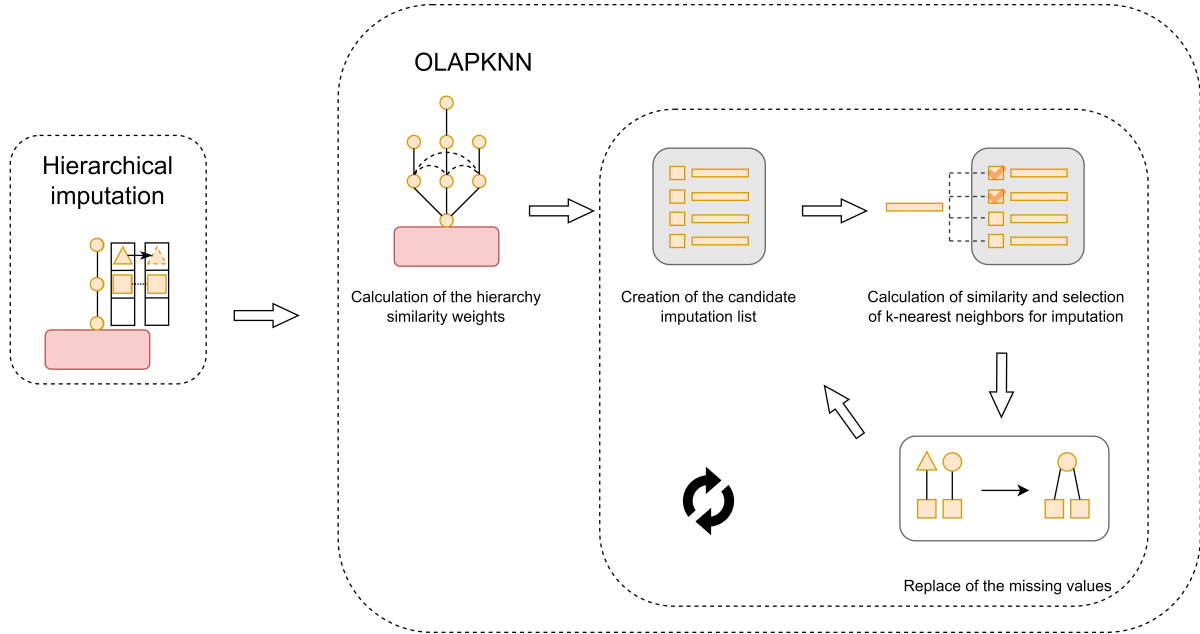 Hierarchical
imputation
OLAPKNN
Calculation of the hierarchy
similarity weights
Creation of the candidate
imputation list
Calculation of similarity and selection
of k-nearest neighbors for imputation
Replace of the missing values